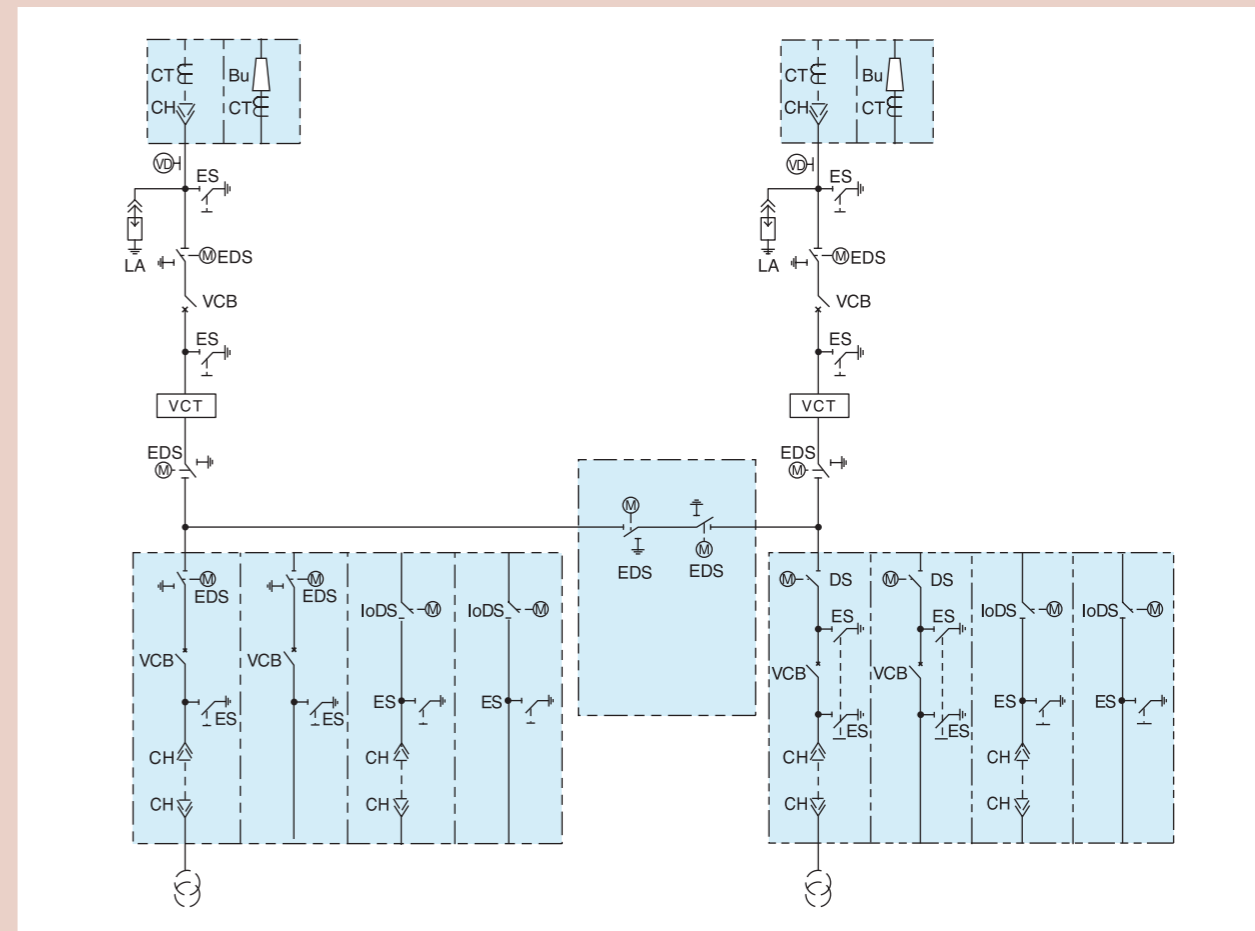 CT Bu CT Bu
CH CT CH CT
VD VD
ES ES
LA M EDS LA M EDS
VCB VCB
ES ES
VCT VCT
EDS EDS
M M
M
M
EDS EDS
M M M M M DS M DS M M
EDS EDS IoDS IoDS IoDS IoDS
ES ES
VCB VCB VCB VCB
ES ES ES ES
ES ES ES ES
CH CH CH CH
CH CH CH CH